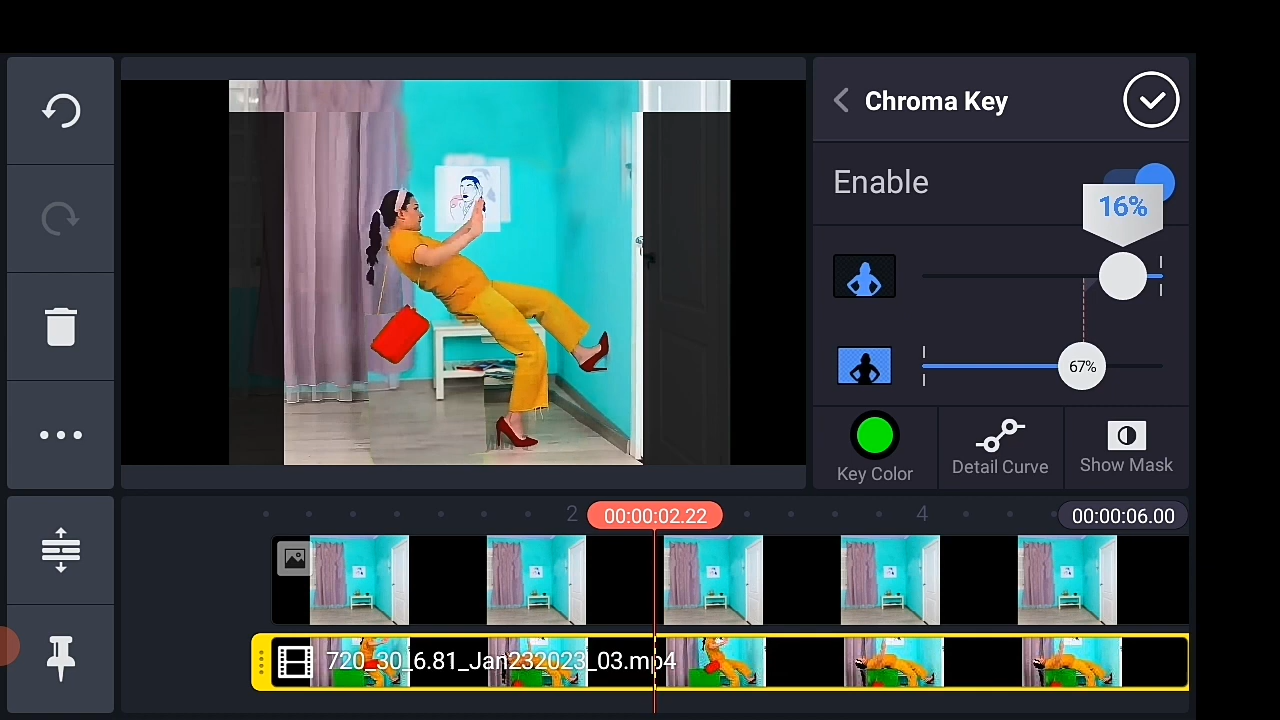 Chroma Key
Enable
16%
67%
Key Color
Detail Curve
Show Mask
2
00:00:02.22
4
00:00:06.00
720_30_6.81_Jan232023_03.mp4